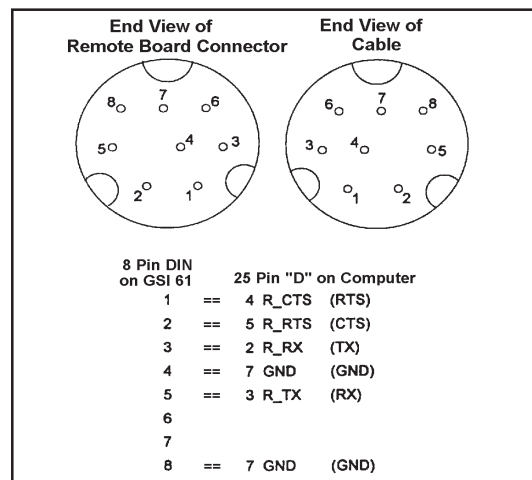 End View of
Remote Board Connector
End View of
Cable
8 7 6
5 4 3
2 1
6 7 8
3 4 5
1 2
8 Pin DIN
on GSI 61
25 Pin "D" on Computer
1 == 4 R_CTS (RTS)
2 == 5 R_RTS (CTS)
3 == 2 R_RX (TX)
4 == 7 GND (GND)
5 == 3 R_TX (RX)
6
7
8 == 7 GND (GND)